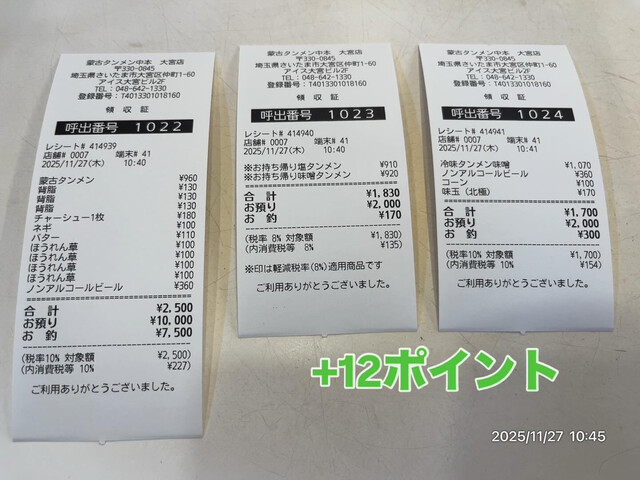 蒙古タンメン中本　大宮店
〒330-0845
埼玉県さいたま市大宮区仲町1-60
アイス大宮ビル2F
TEL：048-642-1330
登録番号：T4013301018160
領 収 証
呼出番号　1022
レシート# 414939
店舗# 0007　端末# 41
2025/11/27(木)　10:40
蒙古タンメン　¥960
背脂　¥130
背脂　¥130
背脂　¥130
チャーシュー1枚　¥180
ネギ　¥100
バター　¥110
ほうれん草　¥100
ほうれん草　¥100
ほうれん草　¥100
ほうれん草　¥100
ノンアルコールビール　¥360
合 計　¥2,500
お預り　¥10,000
お 釣　¥7,500
(税率10% 対象額　¥2,500)
(内消費税等 10%　¥227)
ご利用ありがとうございました。
蒙古タンメン中本　大宮店
〒330-0845
埼玉県さいたま市大宮区仲町1-60
アイス大宮ビル2F
TEL：048-642-1330
登録番号：T4013301018160
領 収 証
呼出番号　1023
レシート# 414940
店舗# 0007　端末# 41
2025/11/27(木)　10:40
※お持ち帰り塩タンメン　¥910
※お持ち帰り味噌タンメン　¥920
合 計　¥1,830
お預り　¥2,000
お 釣　¥170
(税率 8% 対象額　¥1,830)
(内消費税等 8%　¥135)
※印は軽減税率(8%)適用商品です
ご利用ありがとうございました。
蒙古タンメン中本　大宮店
〒330-0845
埼玉県さいたま市大宮区仲町1-60
アイス大宮ビル2F
TEL：048-642-1330
登録番号：T4013301018160
領 収 証
呼出番号　1024
レシート# 414941
店舗# 0007　端末# 41
2025/11/27(木)　10:41
冷味タンメン味噌　¥1,070
ノンアルコールビール　¥360
コーン　¥100
味玉（北極）　¥170
合 計　¥1,700
お預り　¥2,000
お 釣　¥300
(税率10% 対象額　¥1,700)
(内消費税等 10%　¥154)
ご利用ありがとうございました。
+12ポイント
2025/11/27 10:45